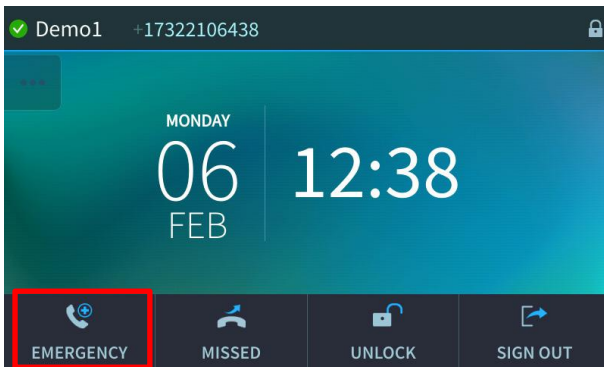 Demo1 +17322106438
MONDAY
06
FEB
12:38
EMERGENCY MISSED UNLOCK SIGN OUT